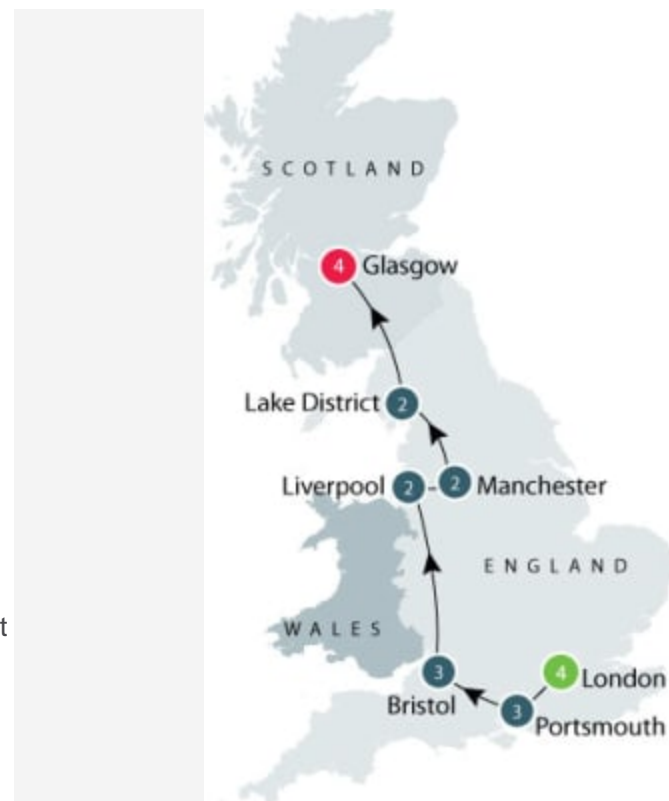 SCOTLAND
4 Glasgow
Lake District 2
Liverpool 2 2 Manchester
ENGLAND
t
WALES
3
4 London
Bristol
3
Portsmouth